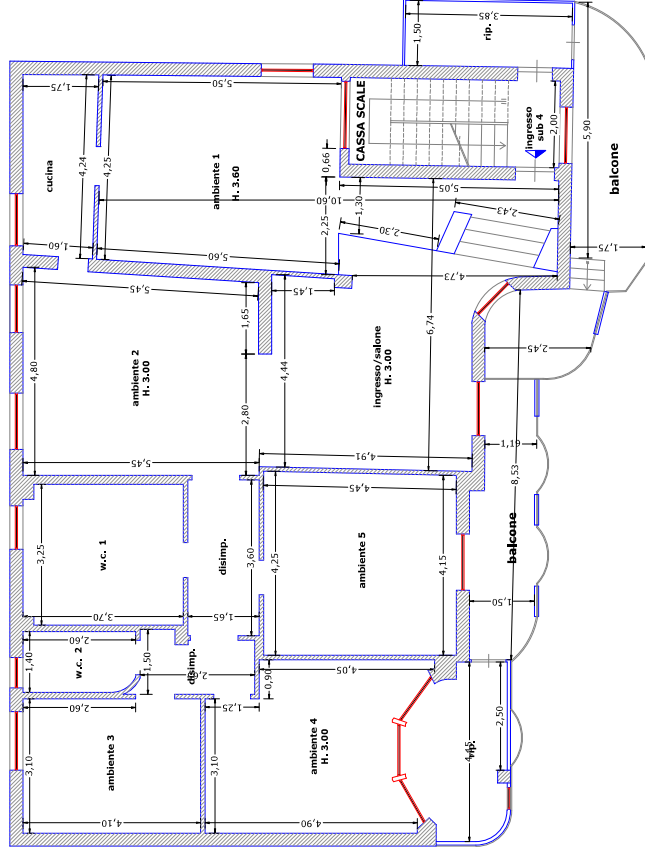 3,85
1,50
rip.
1,75
5,50
4,24
4,25
cucina
ambiente 1
H. 3.60
0,66
CASSA SCALE
ingresso
sub 4
2,00
5,90
balcone
5,05
10,60
1,30
2,25
2,43
2,30
1,60
5,60
1,75
4,73
5,45
1,65
1,45
4,80
6,74
2,45
ambiente 2
H. 3.00
ingresso/salone
H. 3.00
4,44
2,80
1,19
8,53
5,45
4,91
4,45
3,25
w.c. 1
disimp.
3,60
4,25
ambiente 5
4,15
balcone
1,50
3,70
1,65
2,60
1,40
w.c. 2
1,50
disimp.
0,90
4,05
2,60
1,25
3,10
ambiente 3
3,10
ambiente 4
H. 3.00
rip.
2,50
4,10
4,90